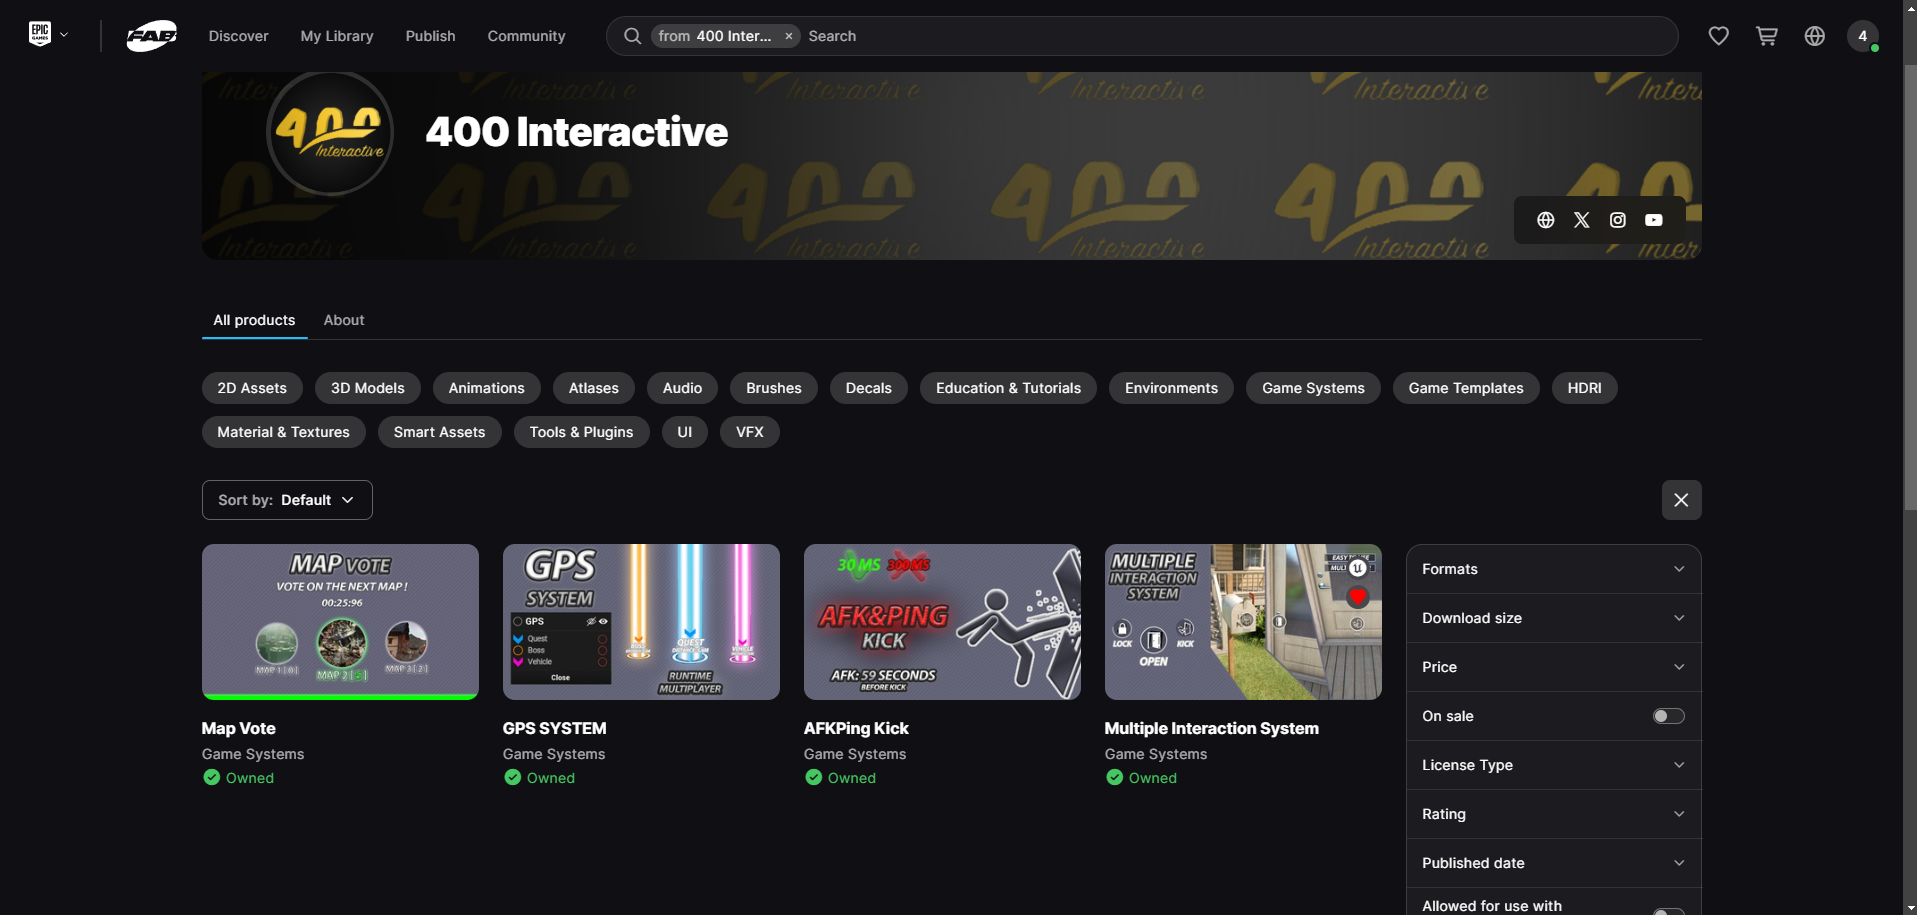 EPIC
GAMES
FAB
Discover
My Library
Publish
Community
from 400 Inter... ×
Search
4
400
Interactive
400 Interactive
All products
About
2D Assets
3D Models
Animations
Atlases
Audio
Brushes
Decals
Education & Tutorials
Environments
Game Systems
Game Templates
HDRI
Material & Textures
Smart Assets
Tools & Plugins
UI
VFX
Sort by: Default
MAP VOTE
VOTE ON THE NEXT MAP !
00:25:96
MAP 1 [0]
MAP 2 [5]
MAP 3 [2]
Map Vote
Game Systems
Owned
GPS
SYSTEM
GPS
Quest
Boss
Vehicle
Close
BOSS
QUEST
VEHICLE
RUNTIME
MULTIPLAYER
GPS SYSTEM
Game Systems
Owned
30 MS 300 MS
AFK&PING
KICK
AFK: 59 SECONDS
BEFORE KICK
AFKPing Kick
Game Systems
Owned
MULTIPLE
INTERACTION
SYSTEM
LOCK
OPEN
KICK
Multiple Interaction System
Game Systems
Owned
Formats
Download size
Price
On sale
License Type
Rating
Published date
Allowed for use with